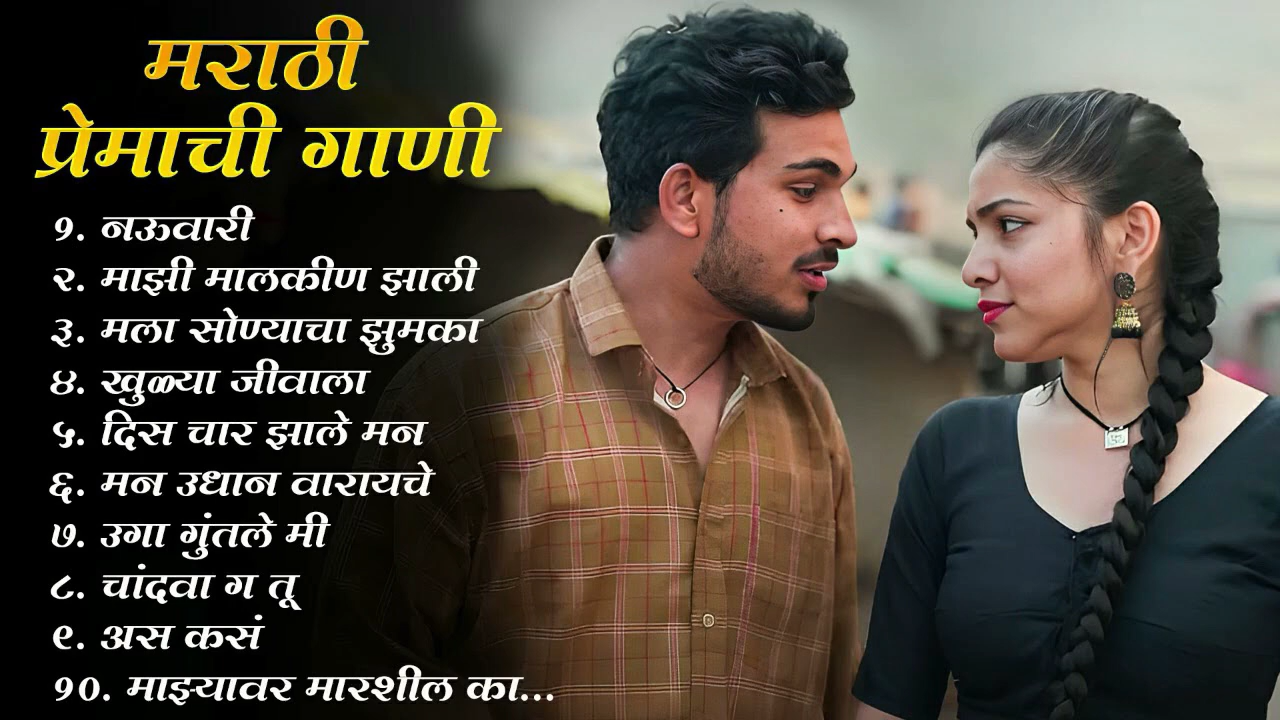 मराठी
प्रेमाची गाणी
१. नऊवारी
२. माझी मालकीण झाली
३. मला सोण्याचा झुमका
४. खुळ्या जीवाला
५. दिस चार झाले मन
६. मन उधान वारायचे
७. उगा गुंतले मी
८. चांदवा ग तू
९. अस कसं
१०. माझ्यावर मारशील का...